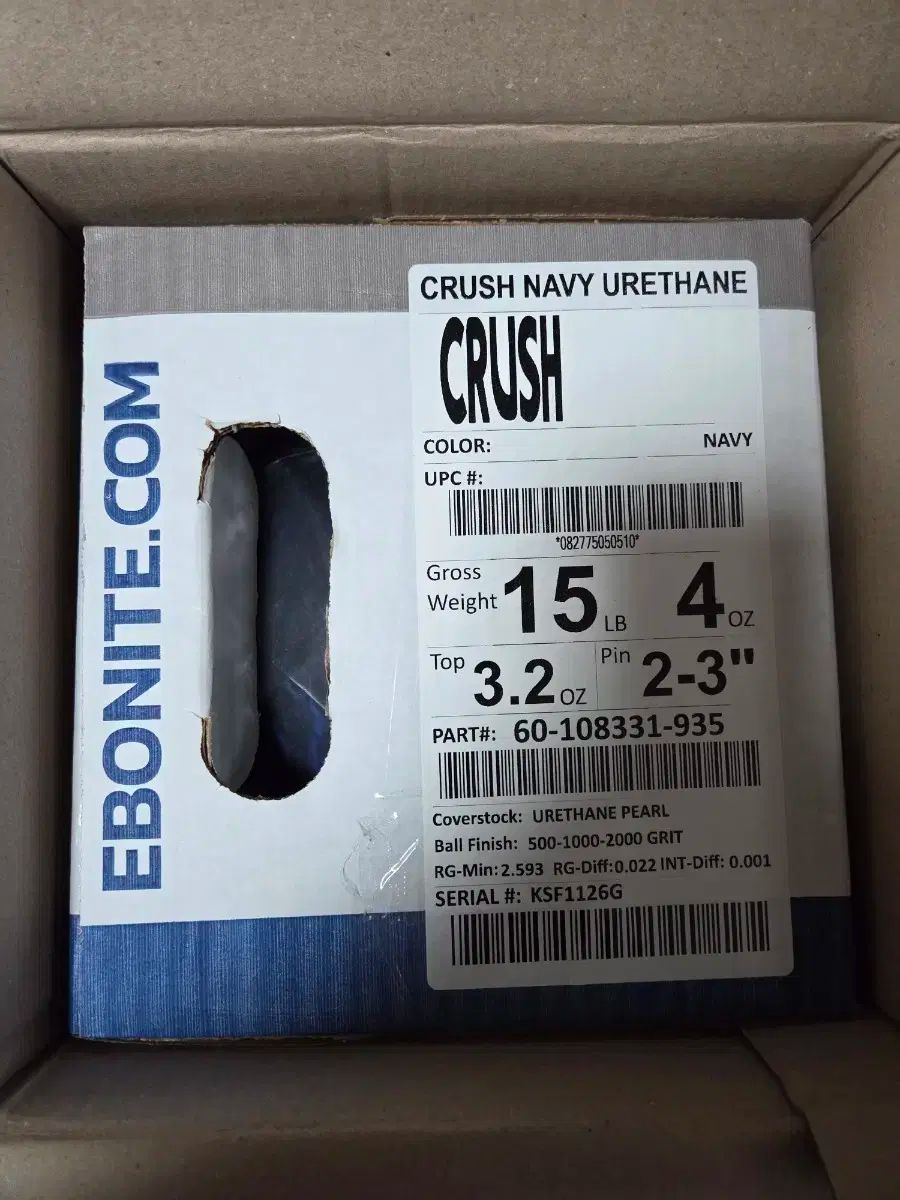 EBONITE.COM
CRUSH NAVY URETHANE
CRUSH
COLOR: NAVY
UPC #:
*082775050510*
Gross Weight 15 LB 4 OZ
Top 3.2 OZ Pin 2-3"
PART#: 60-108331-935
Coverstock: URETHANE PEARL
Ball Finish: 500-1000-2000 GRIT
RG-Min: 2.593 RG-Diff:0.022 INT-Diff: 0.001
SERIAL #: KSF1126G